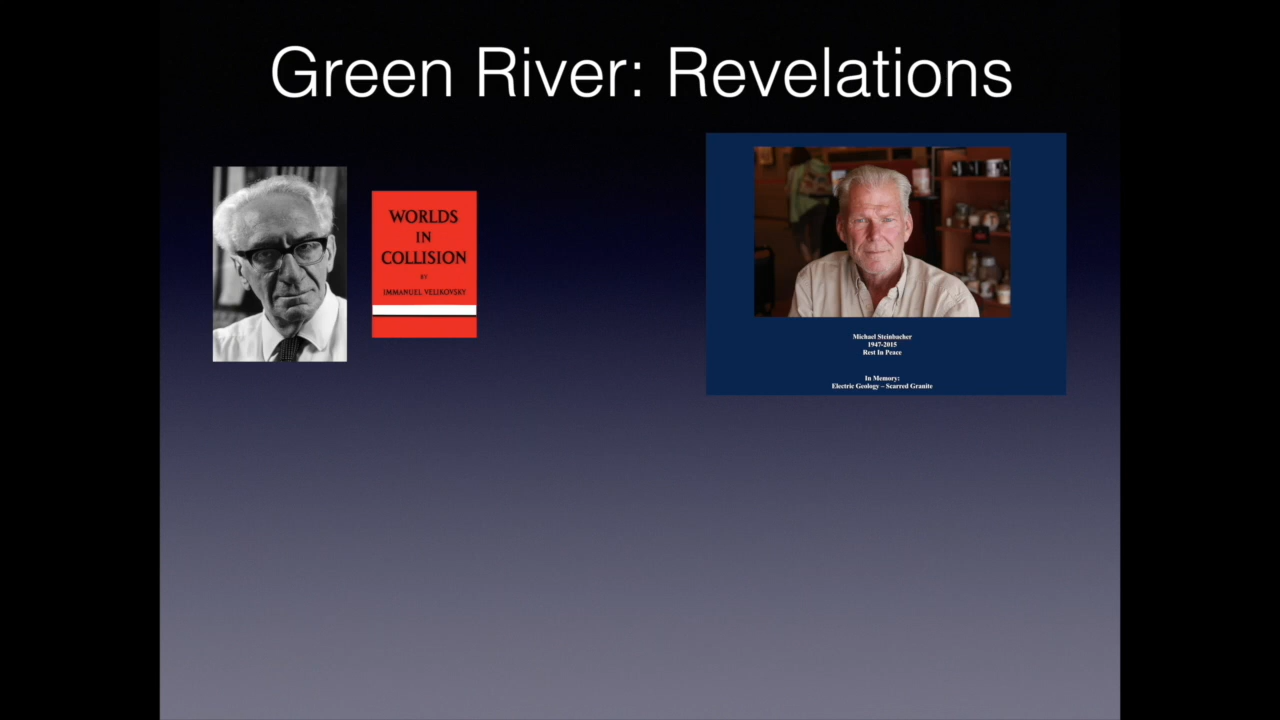 Green River: Revelations
WORLDS
IN
COLLISION
BY
IMMANUEL VELIKOVSKY
Michael Steinbacher
1947-2015
Rest In Peace
In Memory:
Electric Geology – Scarred Granite